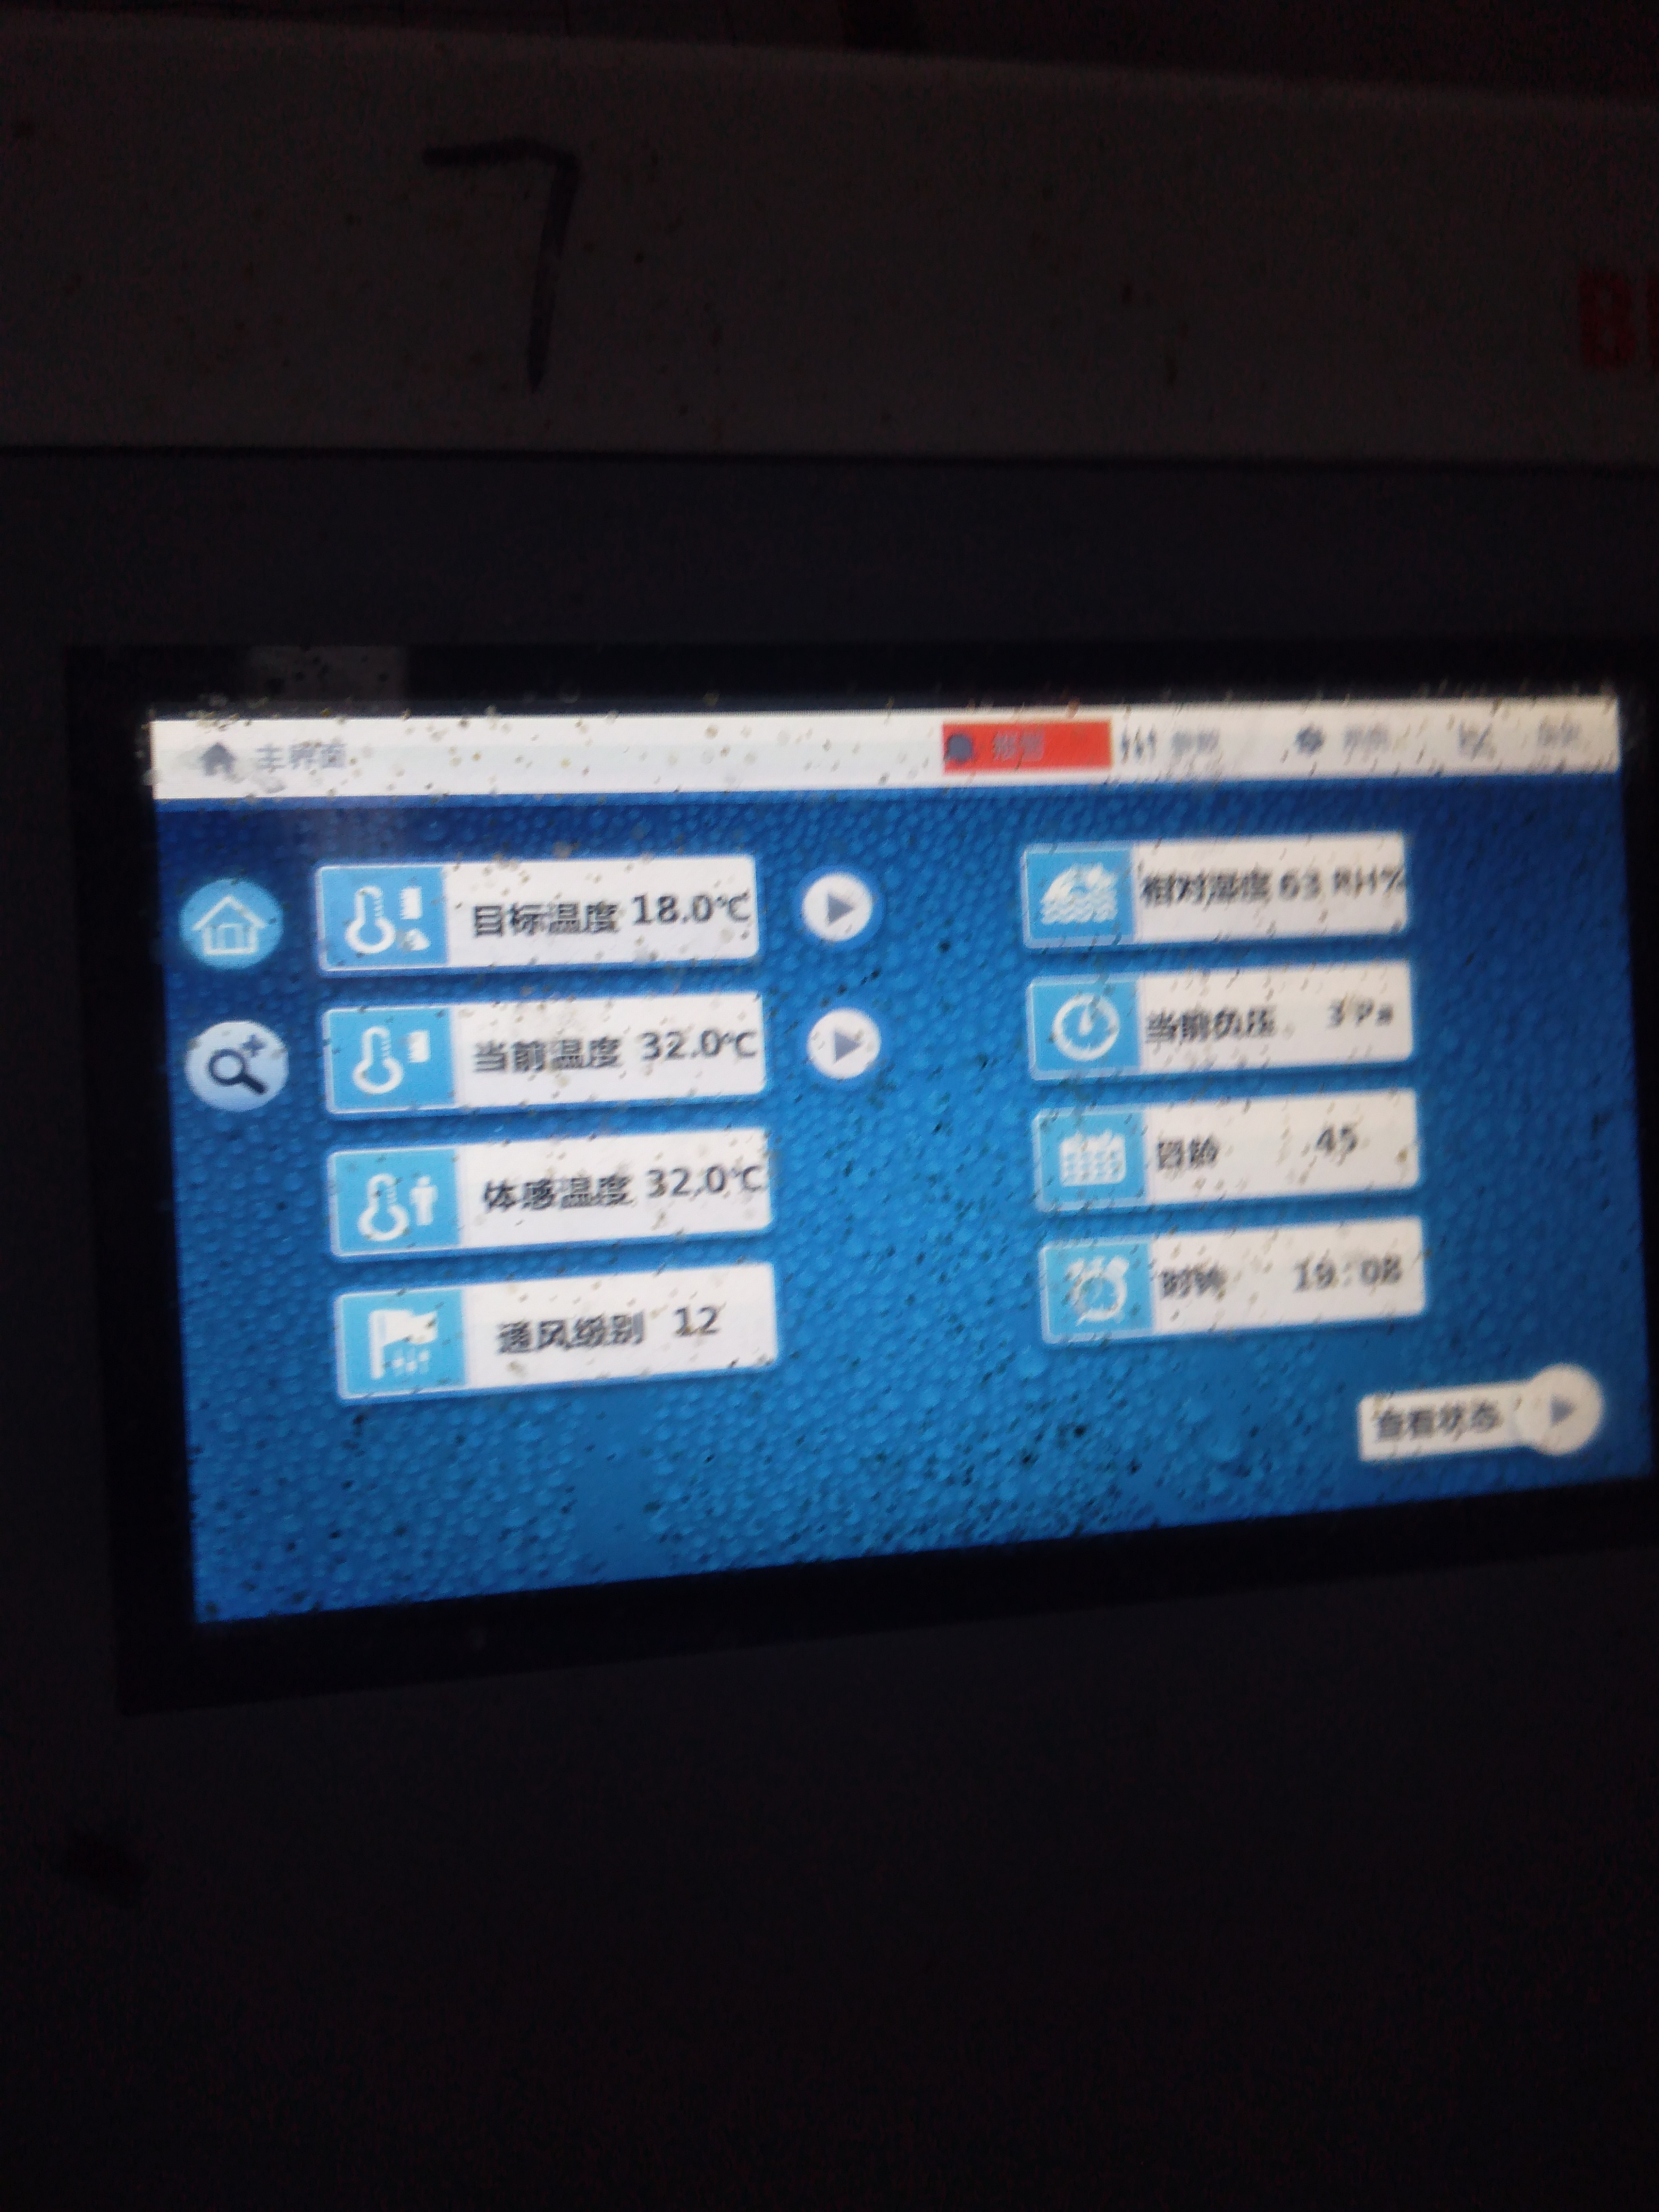 7
主界面
目标温度 18.0℃
当前温度 32.0℃
体感温度 32.0℃
通风级别 12
相对湿度 63 RH%
当前负压 3 Pa
日龄 45
时钟 19:08
查看状态